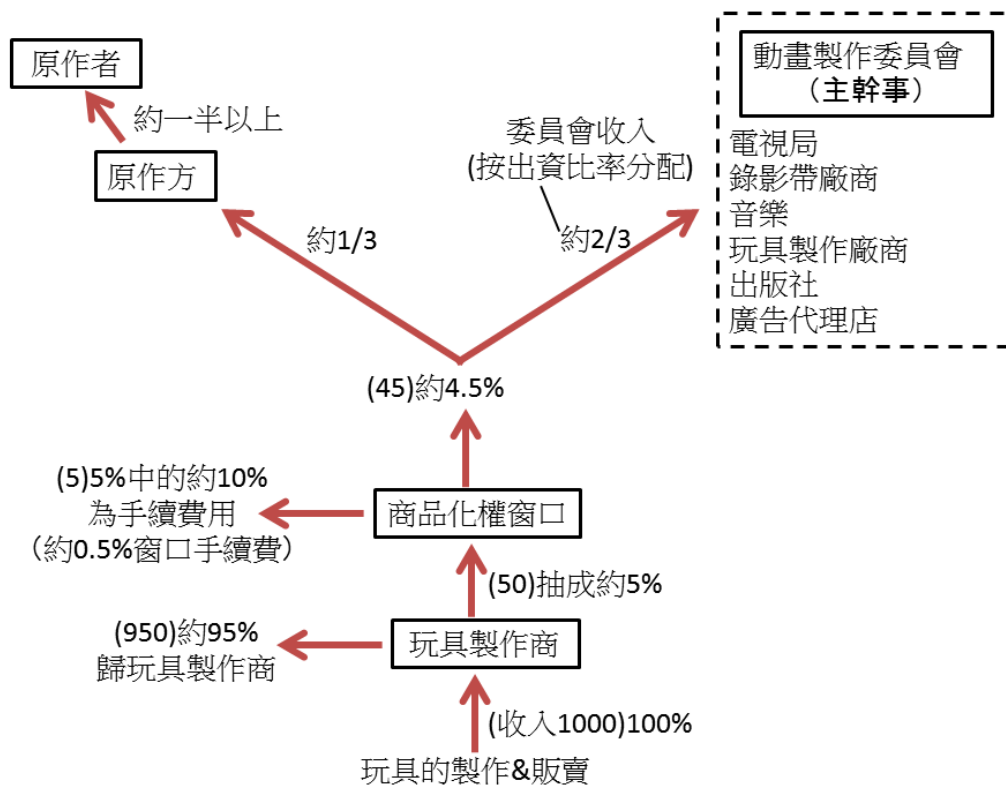 原作者
約一半以上
原作方
約1/3
委員會收入
(按出資比率分配)
約2/3
動畫製作委員會
（主幹事）
電視局
錄影帶廠商
音樂
玩具製作廠商
出版社
廣告代理店
(45)約4.5%
(5)5%中的約10%
為手續費用
（約0.5%窗口手續費）
商品化權窗口
(50)抽成約5%
(950)約95%
歸玩具製作商
玩具製作商
(收入1000)100%
玩具的製作&販賣